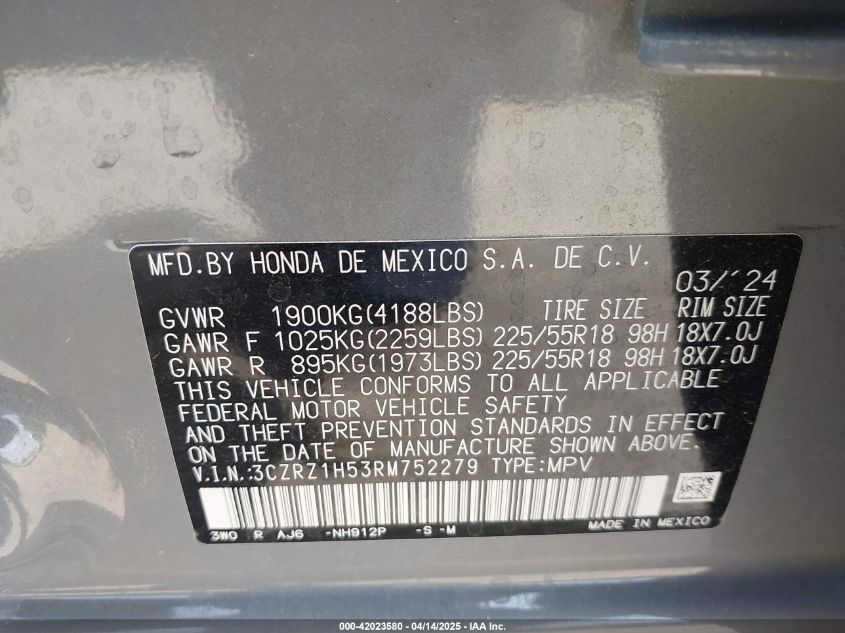 MFD.BY HONDA DE MEXICO S.A. DE C.V.
03/´24
GVWR 1900KG(4188LBS) TIRE SIZE RIM SIZE
GAWR F 1025KG(2259LBS) 225/55R18 98H 18X7.0J
GAWR R 895KG(1973LBS) 225/55R18 98H 18X7.0J
THIS VEHICLE CONFORMS TO ALL APPLICABLE
FEDERAL MOTOR VEHICLE SAFETY
AND THEFT PREVENTION STANDARDS IN EFFECT
ON THE DATE OF MANUFACTURE SHOWN ABOVE.
V.I.N.:3CZRZ1H53RM752279 TYPE:MPV
3W0 R AJ6 -NH912P -S -M MADE IN MEXICO
000-42023580 - 04/14/2025 - IAA Inc.